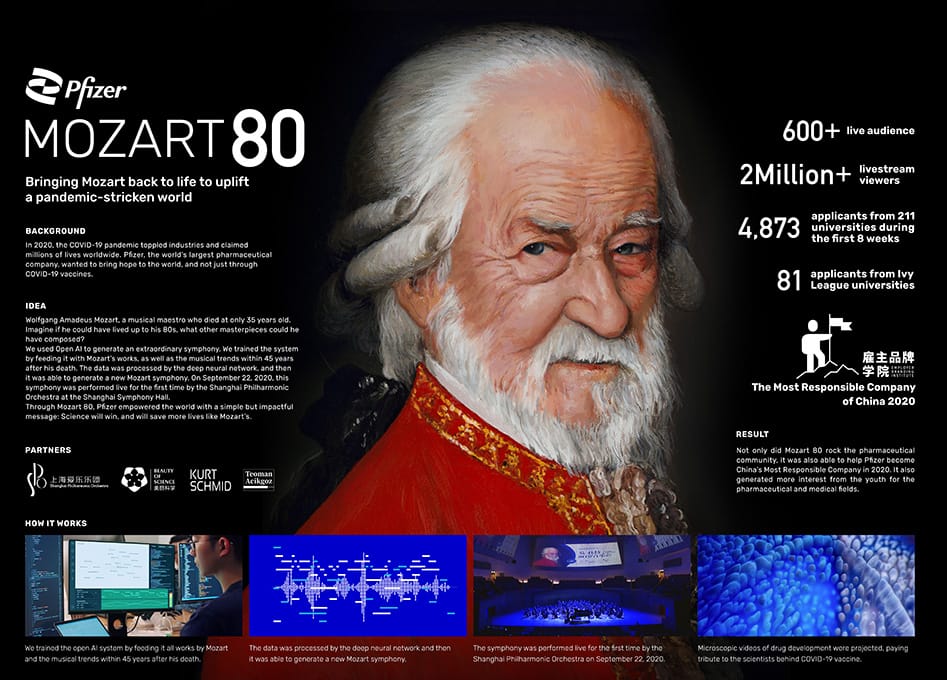 Pfizer
MOZART 80
Bringing Mozart back to life to uplift
a pandemic-stricken world
BACKGROUND
In 2020, the COVID-19 pandemic toppled industries and claimed
millions of lives worldwide. Pfizer, the world's largest pharmaceutical
company, wanted to bring hope to the world, and not just through
COVID-19 vaccines.
IDEA
Wolfgang Amadeus Mozart, a musical maestro who died at only 35 years old.
Imagine if he could have lived up to his 80s, what other masterpieces could he
have composed?
We used Open AI to generate an extraordinary symphony. We trained the system
by feeding it with Mozart's works, as well as the musical trends within 45 years
after his death. The data was processed by the deep neural network, and then
it was able to generate a new Mozart symphony. On September 22, 2020, this
symphony was performed live for the first time by the Shanghai Philharmonic
Orchestra at the Shanghai Symphony Hall.
Through Mozart 80, Pfizer empowered the world with a simple but impactful
message: Science will win, and will save more lives like Mozart's.
PARTNERS
上海爱乐乐团
Shanghai Philharmonic Orchestra
BEAUTY
OF
SCIENCE
美丽科学
KURT
SCHMID
Teoman
Acikgoz
600+ live audience
2Million+ livestream
viewers
4,873 applicants from 211
universities during
the first 8 weeks
81 applicants from Ivy
League universities
雇主品牌
学院 EMPLOYER
BRANDING
INSTITUTE
The Most Responsible Company
of China 2020
RESULT
Not only did Mozart 80 rock the pharmaceutical
community, it was also able to help Pfizer become
China's Most Responsible Company in 2020. It also
generated more interest from the youth for the
pharmaceutical and medical fields.
HOW IT WORKS
We trained the open AI system by feeding it all works by Mozart
and the musical trends within 45 years after his death.
The data was processed by the deep neural network and then
it was able to generate a new Mozart symphony.
The symphony was performed live for the first time by the
Shanghai Philharmonic Orchestra on September 22, 2020.
Microscopic videos of drug development were projected, paying
tribute to the scientists behind COVID-19 vaccine.